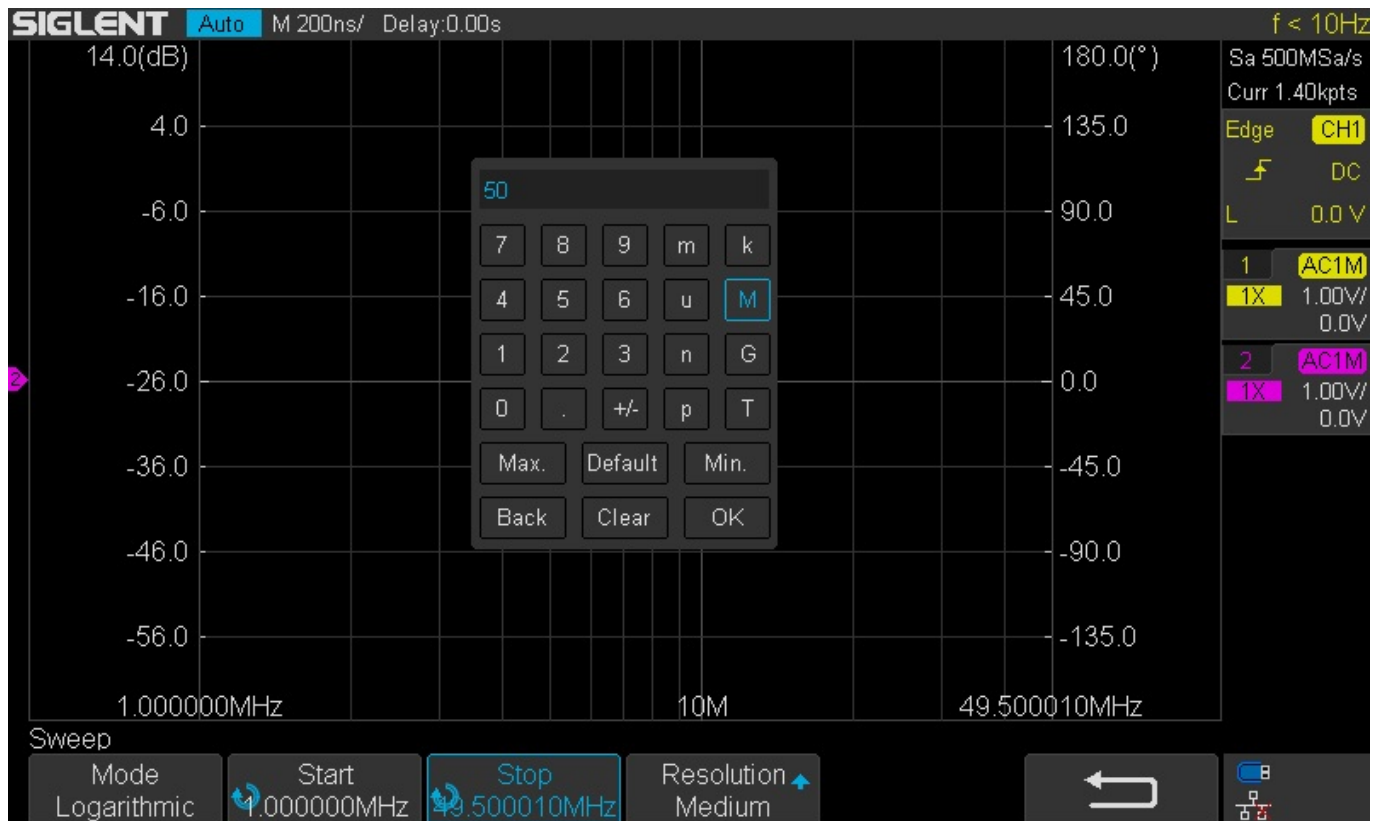 SIGLENT Auto M 200ns/ Delay:0.00s f < 10Hz
14.0(dB) 180.0(°) Sa 500MSa/s
Curr 1.40kpts
4.0 135.0 Edge CH1
DC
50
-6.0 90.0 L 0.0 V
7 8 9 m k
1 AC1M
-16.0 4 5 6 u M 45.0 1X 1.00V/
0.0V
1 2 3 n G 2 AC1M
2 -26.0 0.0 1X 1.00V/
0 . +/- p T 0.0V
-36.0 Max. Default Min. -45.0
Back Clear OK
-46.0 -90.0
-56.0 -135.0
1.000000MHz 10M 49.500010MHz
Sweep
Mode Start Stop Resolution
Logarithmic 1.000000MHz 49.500010MHz Medium